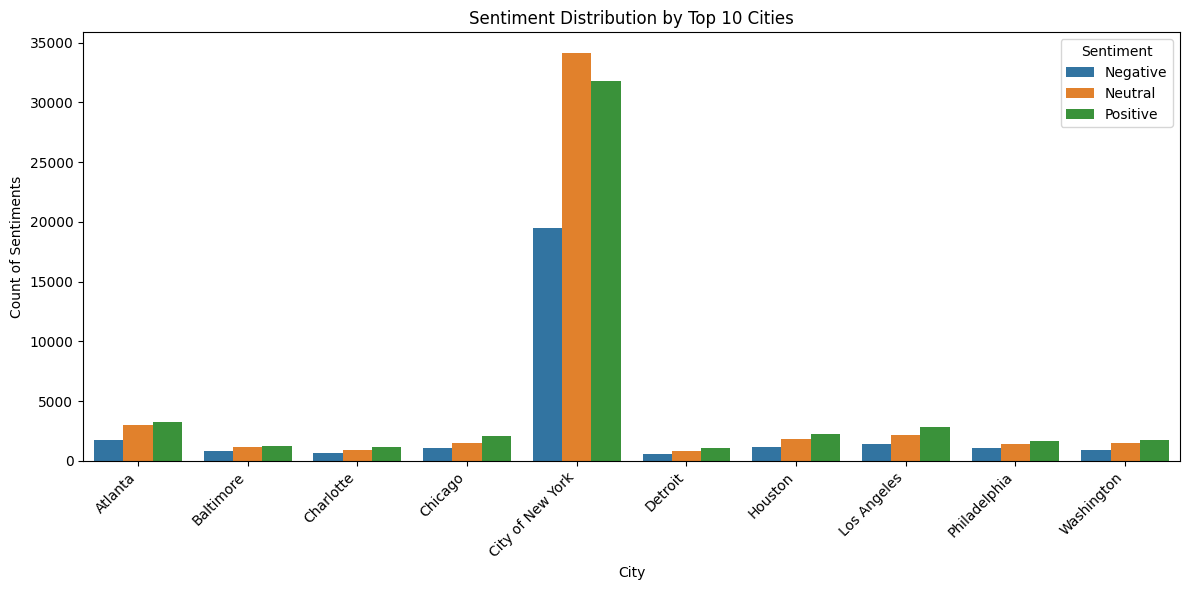 Sentiment Distribution by Top 10 Cities
Sentiment
Negative
Neutral
Positive
Count of Sentiments
35000
30000
25000
20000
15000
10000
5000
0
Atlanta
Baltimore
Charlotte
Chicago
City of New York
Detroit
Houston
Los Angeles
Philadelphia
Washington
City